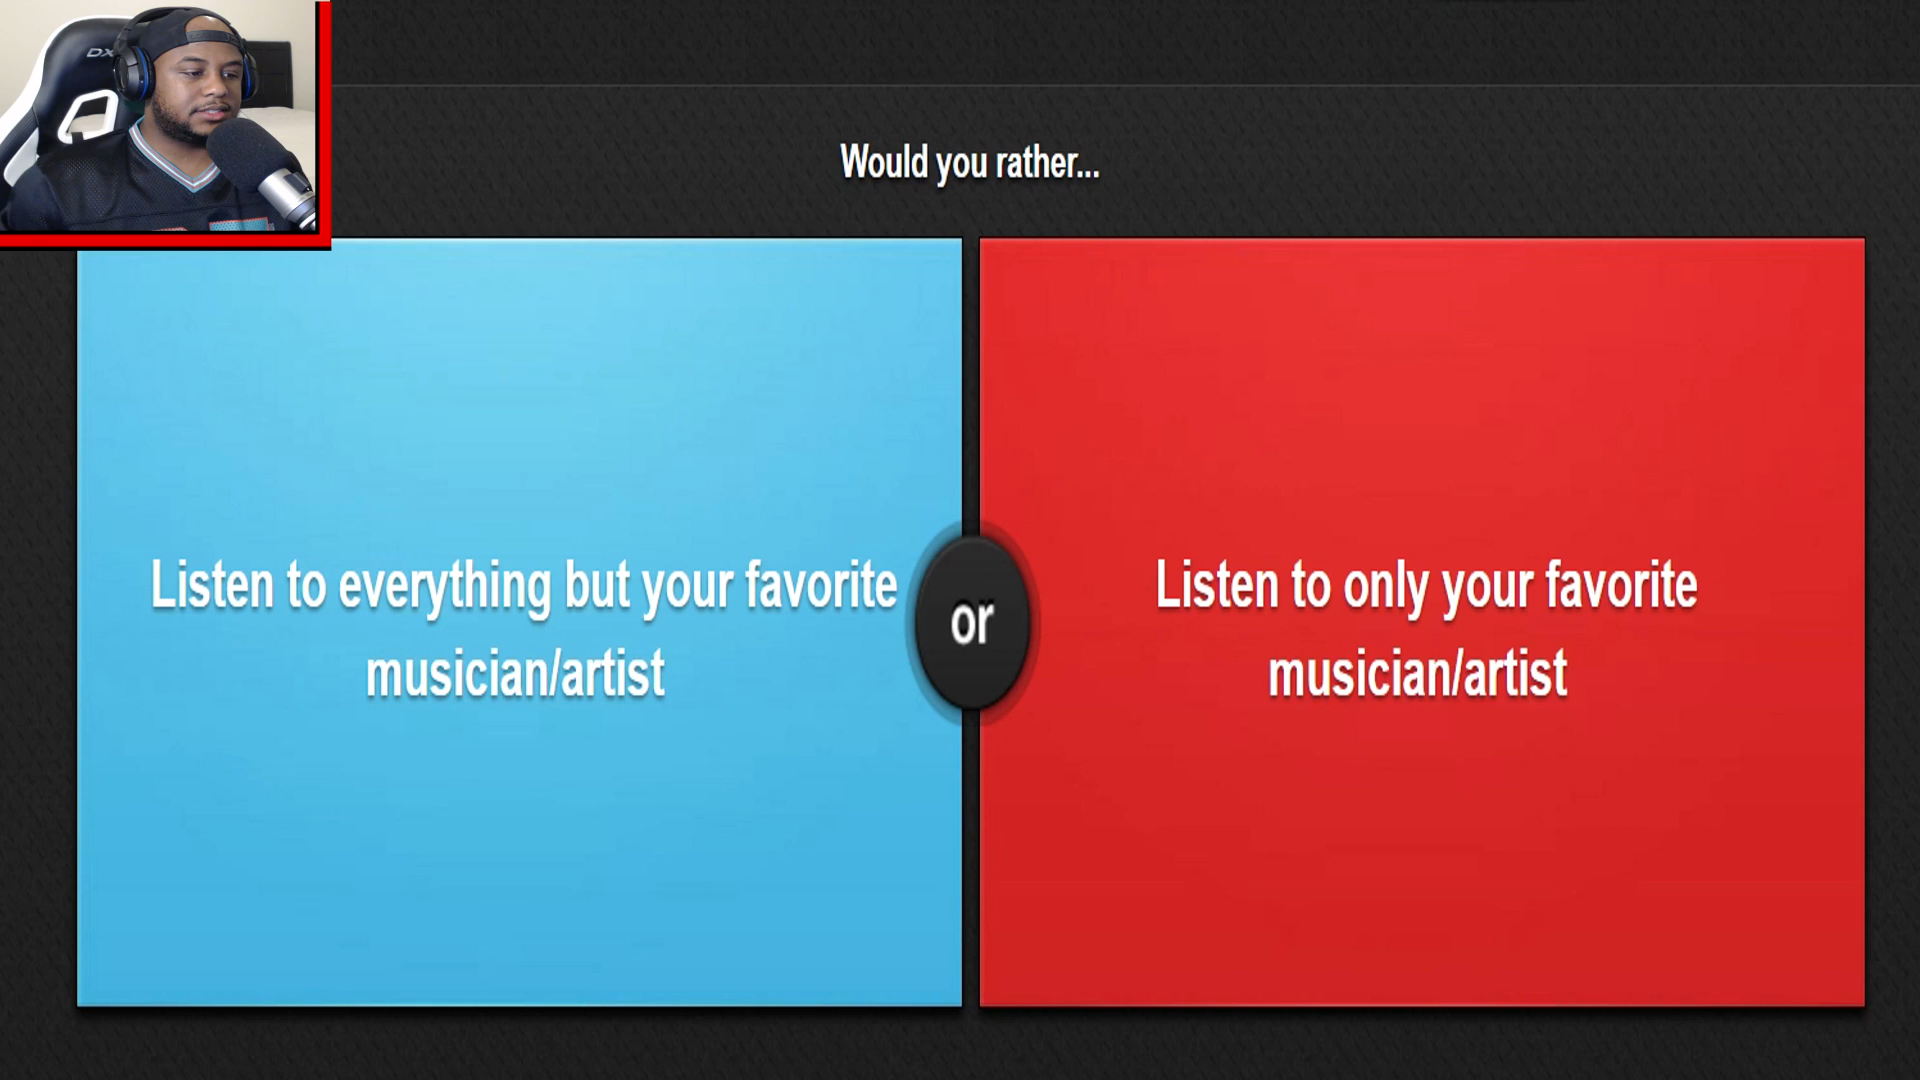 DX
Would you rather...
Listen to everything but your favorite
musician/artist
or
Listen to only your favorite
musician/artist